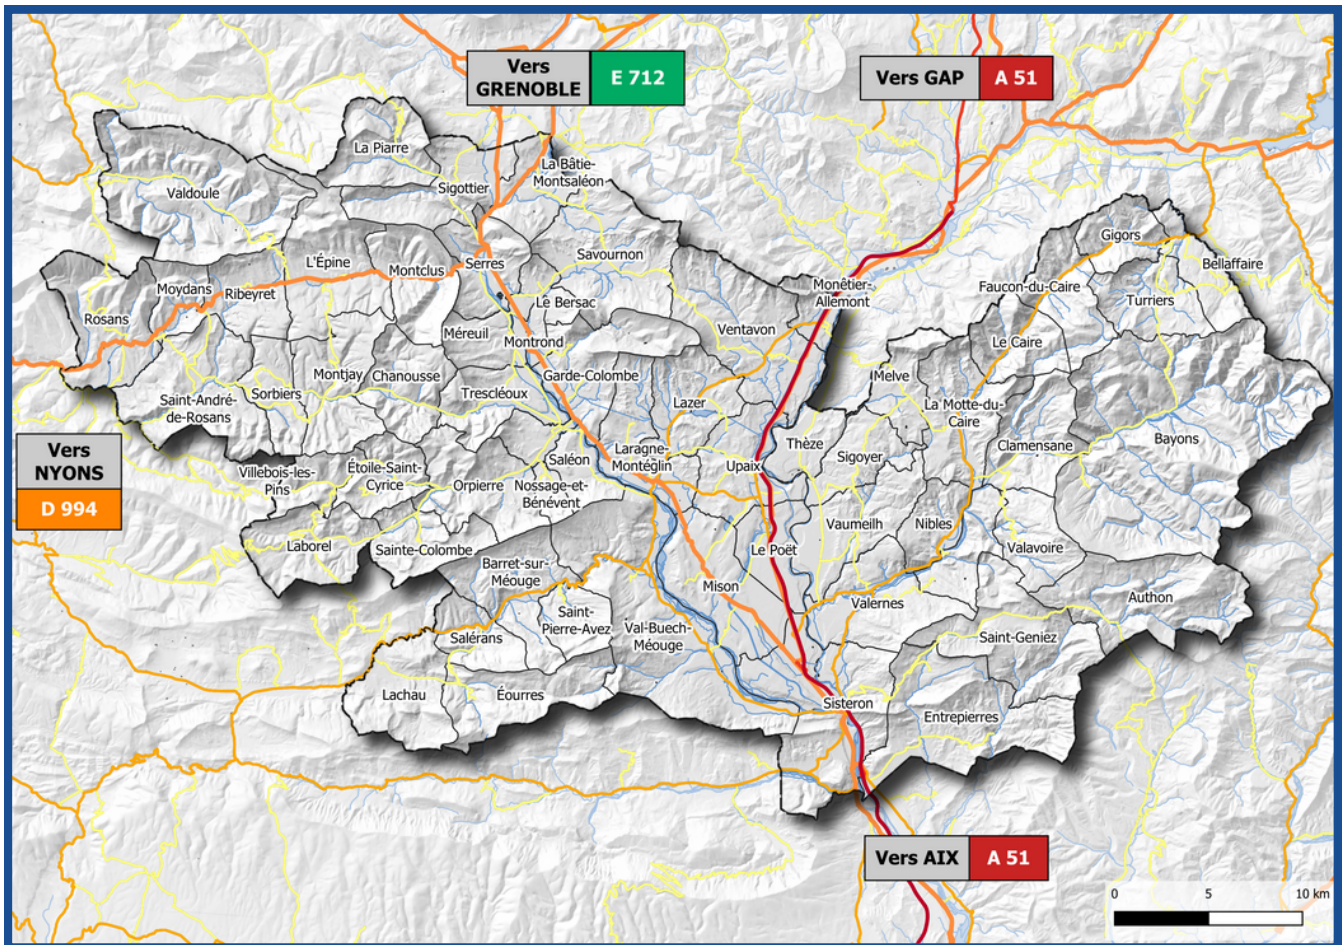 Vers
GRENOBLE
E 712
Vers GAP
A 51
La Piarre
La Bâtie-
Montsaléon
Sigottier
Valdoule
Gigors
Savournon
L'Épine
Montclus
Serres
Bellaffaire
Moydans
Ribeyret
Monêtier-
Allemont
Faucon-du-Caire
Turriers
Le Bersac
Rosans
Ventavon
Méreuil
Montrond
Le Caire
Montjay
Chanousse
Garde-Colombe
Melve
Sorbiers
Trescléoux
Saint-André-
de-Rosans
Lazer
La Motte-du-
Caire
Vers
NYONS
D 994
Thèze
Clamensane
Bayons
Laragne-
Montéglin
Saléon
Sigoyer
Upaix
Villebois-les-
Pins
Étoile-Saint-
Cyrice
Orpierre
Nossage-et-
Bénévent
Vaumeilh
Nibles
Laborel
Sainte-Colombe
Le Poët
Valavoire
Barret-sur-
Méouge
Mison
Authon
Valernes
Saint-
Pierre-Avez
Val-Buech-
Méouge
Salérans
Saint-Geniez
Lachau
Éourres
Sisteron
Entrepierres
Vers AIX
A 51
0 5 10 km